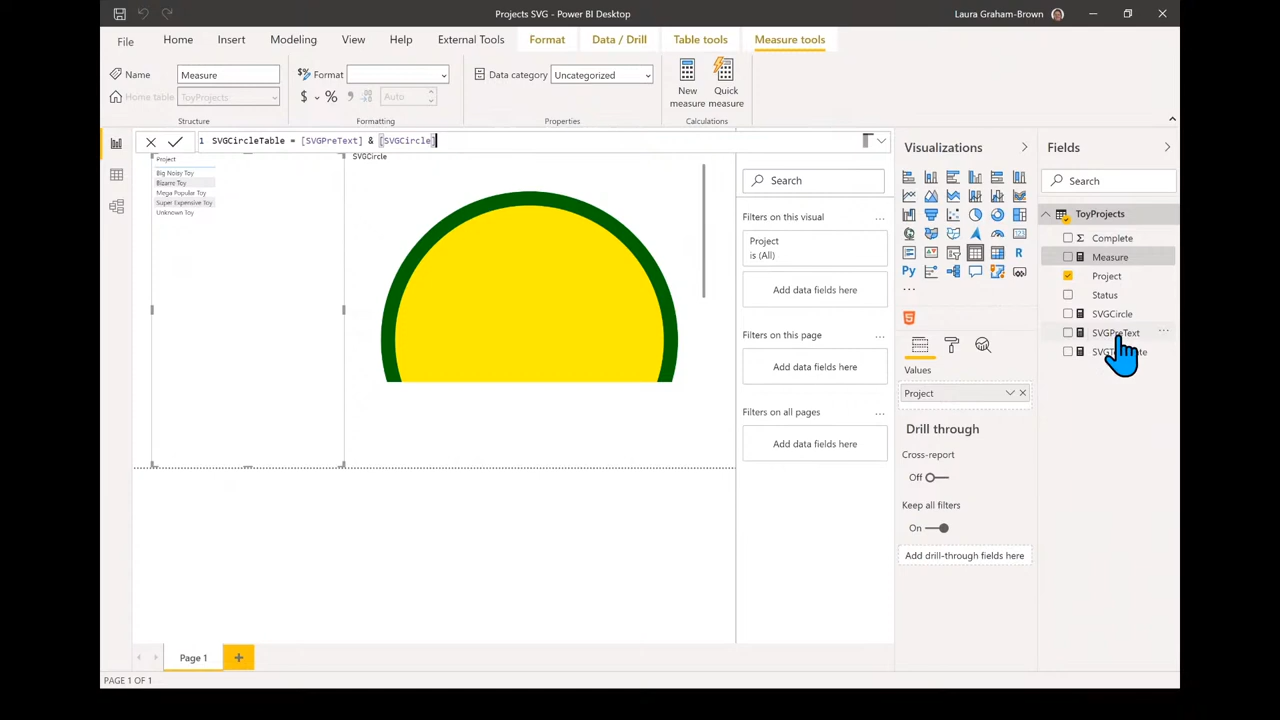 Projects SVG - Power BI Desktop
Laura Graham-Brown
File
Home
Insert
Modeling
View
Help
External Tools
Format
Data / Drill
Table tools
Measure tools
Name
Measure
Home table
ToyProjects
Structure
Format
$
%
Auto
Formatting
Data category
Uncategorized
Properties
New
measure
Quick
measure
Calculations
1 SVGCircleTable = [SVGPreText] & [SVGCircle]
Project
Big Noisy Toy
Bizarre Toy
Mega Popular Toy
Super Expensive Toy
Unknown Toy
SVGCircle
Search
Filters on this visual
...
Project
is (All)
Add data fields here
Filters on this page
...
Add data fields here
Filters on all pages
...
Add data fields here
Visualizations
R
Py
...
Values
Project
Drill through
Cross-report
Off
Keep all filters
On
Add drill-through fields here
Fields
Search
ToyProjects
Σ Complete
Measure
Project
Status
SVGCircle
SVGPreText
...
Page 1
PAGE 1 OF 1